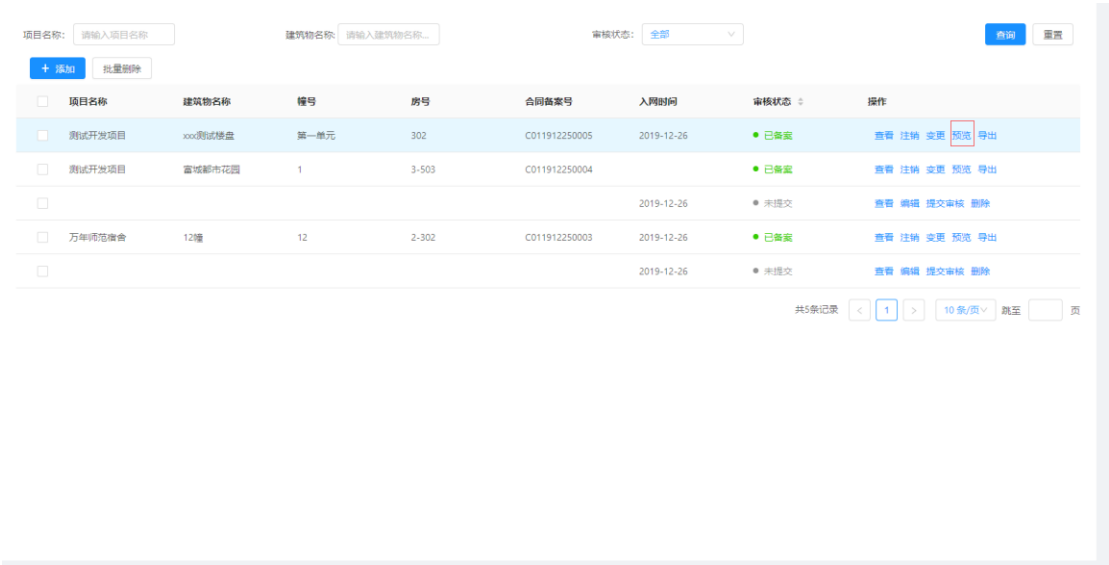 项目名称: 请输入项目名称 建筑物名称: 请输入建筑物名称... 审核状态: 全部 查询 重置
+ 添加 批量删除
项目名称 建筑物名称 幢号 房号 合同备案号 入网时间 审核状态 操作
测试开发项目 xxx测试楼盘 第一单元 302 C011912250005 2019-12-26 已备案 查看 注销 变更 预览 导出
测试开发项目 富城都市花园 1 3-503 C011912250004 已备案 查看 注销 变更 预览 导出
2019-12-26 未提交 查看 编辑 提交审核 删除
万年师范宿舍 12幢 12 2-302 C011912250003 2019-12-26 已备案 查看 注销 变更 预览 导出
2019-12-26 未提交 查看 编辑 提交审核 删除
共5条记录 < 1 > 10 条/页 跳至 页